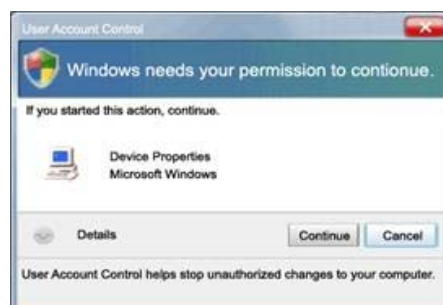 User Account Control
Windows needs your permission to contionue.
If you started this action, continue.
Device Properties
Microsoft Windows
Details
Continue
Cancel
User Account Control helps stop unauthorized changes to your computer.